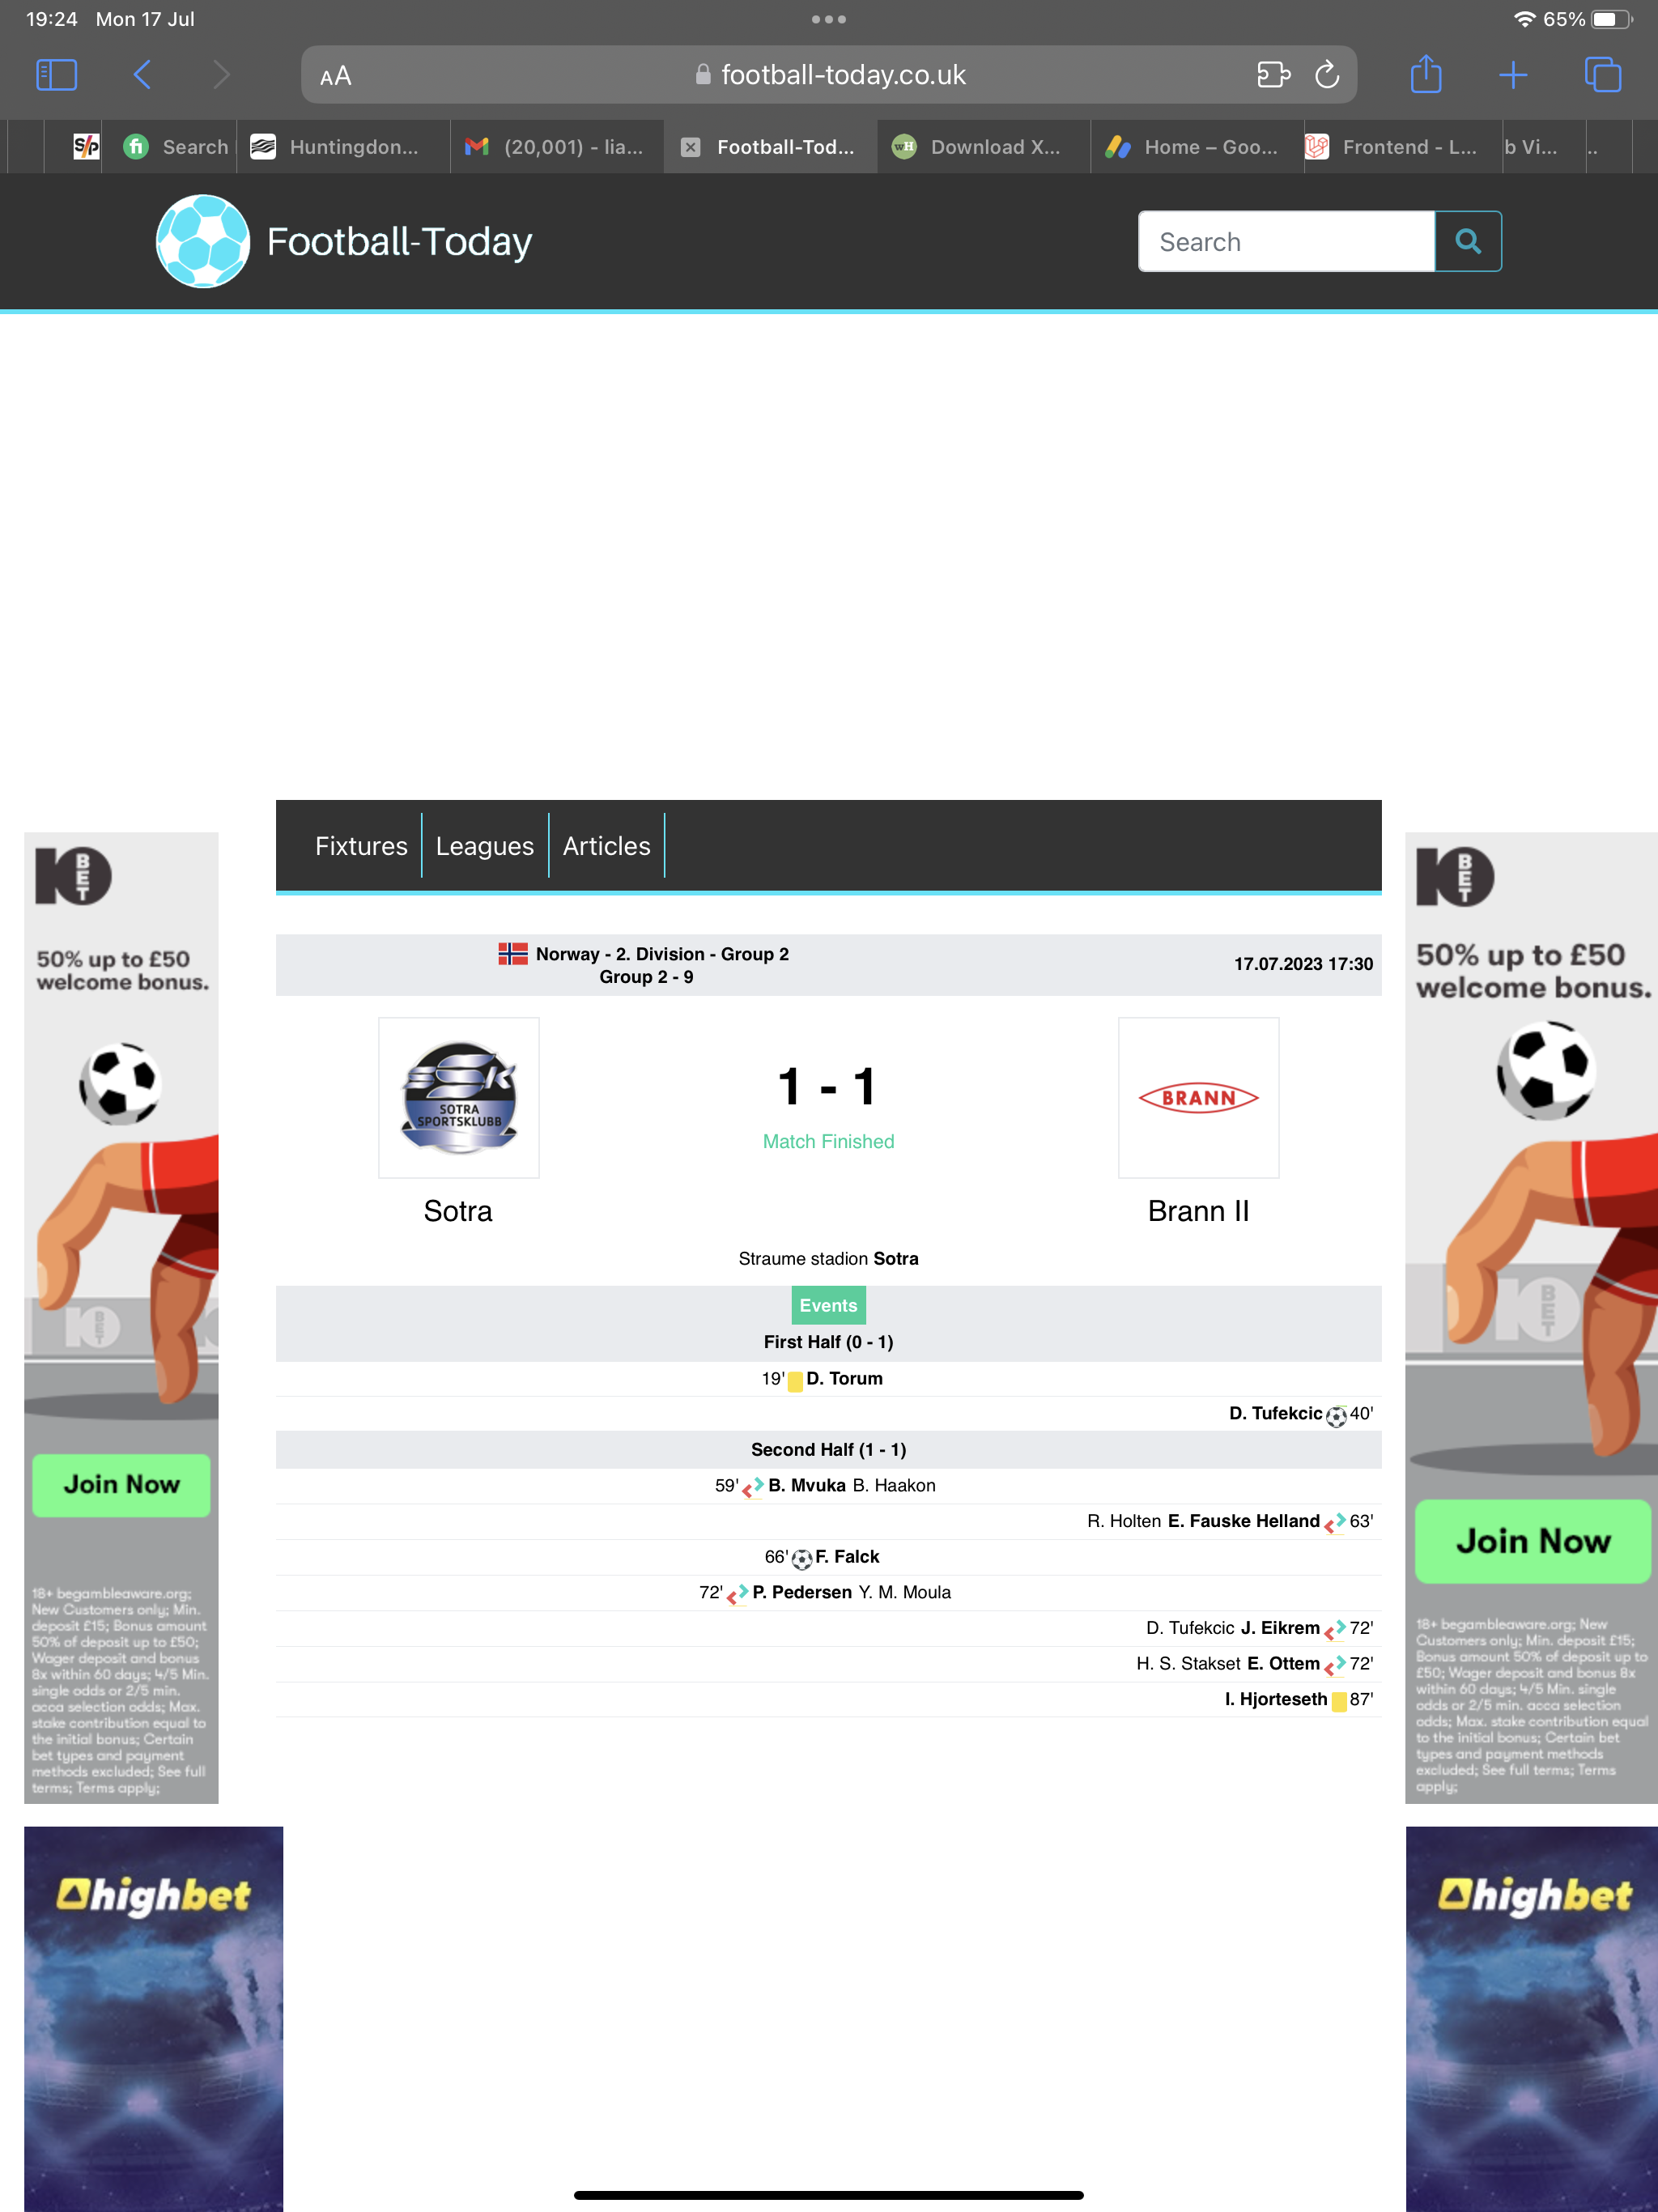 19:24 Mon 17 Jul
65%
AA
football-today.co.uk
S/P
fi Search
Huntingdon...
(20,001) - lia...
Football-Tod...
WH Download X...
Home – Goo...
Frontend - L...
b Vi...
..
Football-Today
Search
Fixtures
Leagues
Articles
Norway - 2. Division - Group 2
Group 2 - 9
17.07.2023 17:30
SSK
SOTRA
SPORTSKLUBB
1 - 1
Match Finished
BRANN
Sotra
Brann II
Straume stadion Sotra
Events
First Half (0 - 1)
19' D. Torum
D. Tufekcic 40'
Second Half (1 - 1)
59' B. Mvuka B. Haakon
R. Holten E. Fauske Helland 63'
66' F. Falck
72' P. Pedersen Y. M. Moula
D. Tufekcic J. Eikrem 72'
H. S. Stakset E. Ottem 72'
I. Hjorteseth 87'
10 BET
50% up to £50
welcome bonus.
10 BET
Join Now
18+ begambleaware.org;
New Customers only; Min.
deposit £15; Bonus amount
50% of deposit up to £50;
Wager deposit and bonus
8x within 60 days; 4/5 Min.
single odds or 2/5 min.
acca selection odds; Max.
stake contribution equal to
the initial bonus; Certain
bet types and payment
methods excluded; See full
terms; Terms apply;
highbet
10 BET
50% up to £50
welcome bonus.
10 BET
Join Now
18+ begambleaware.org; New
Customers only; Min. deposit £15;
Bonus amount 50% of deposit up to
£50; Wager deposit and bonus 8x
within 60 days; 4/5 Min. single
odds or 2/5 min. acca selection
odds; Max. stake contribution equal
to the initial bonus; Certain bet
types and payment methods
excluded; See full terms; Terms
apply;
highbet